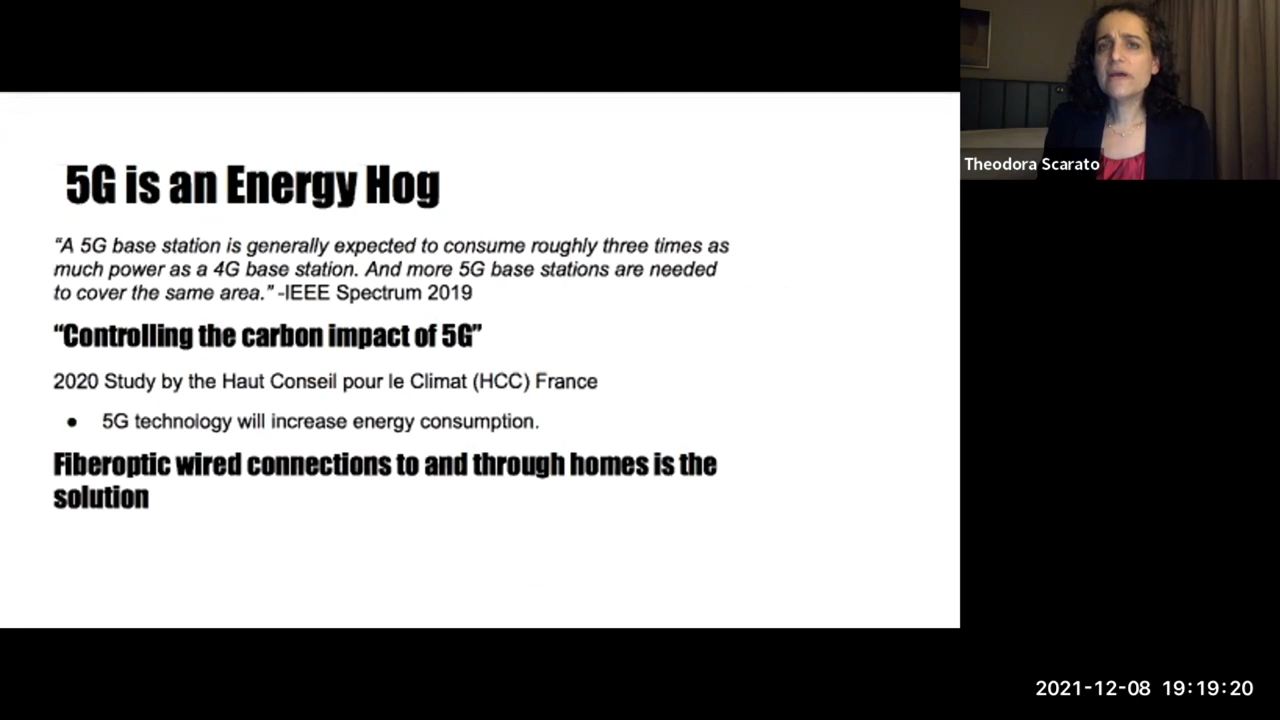 5G is an Energy Hog
“A 5G base station is generally expected to consume roughly three times as
much power as a 4G base station. And more 5G base stations are needed
to cover the same area.” -IEEE Spectrum 2019
“Controlling the carbon impact of 5G”
2020 Study by the Haut Conseil pour le Climat (HCC) France
● 5G technology will increase energy consumption.
Fiberoptic wired connections to and through homes is the
solution
Theodora Scarato
2021-12-08 19:19:20